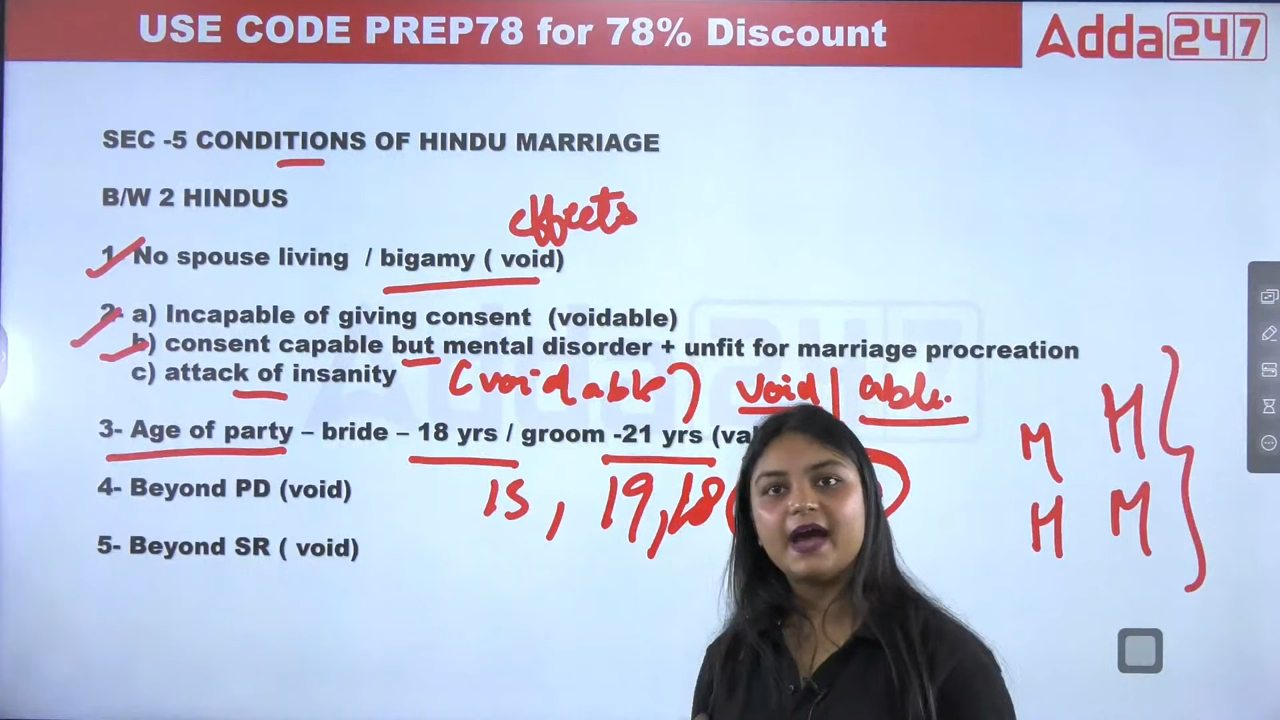 USE CODE PREP78 for 78% Discount
Adda247
SEC -5 CONDITIONS OF HINDU MARRIAGE
B/W 2 HINDUS
effects
1- No spouse living / bigamy ( void)
2- a) Incapable of giving consent (voidable)
b) consent capable but mental disorder + unfit for marriage procreation
c) attack of insanity (voidable) void / able.
3- Age of party – bride – 18 yrs / groom -21 yrs
M H
4- Beyond PD (void) 15, 19, 18
H M
5- Beyond SR ( void)